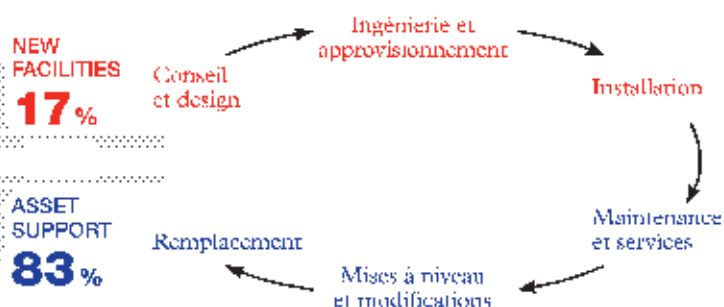 NEW
FACILITIES
17%
Conseil
et design
Ingénierie et
approvisionnement
Installation
Maintenance
et services
Mises à niveau
et modifications
Remplacement
ASSET
SUPPORT
83%